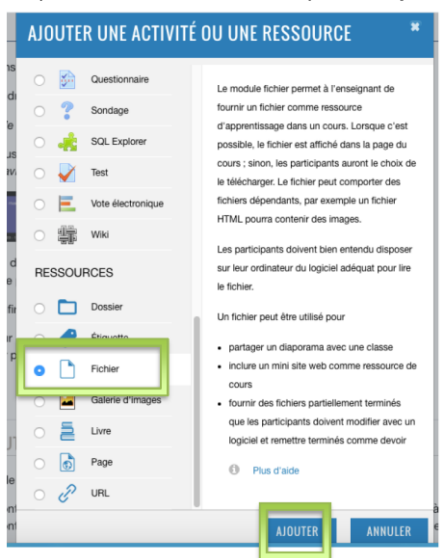 AJOUTER UNE ACTIVITÉ OU UNE RESSOURCE
Questionnaire
Sondage
SQL Explorer
Test
Vote électronique
Wiki
RESSOURCES
Dossier
Étiquette
Fichier
Galerie d'images
Livre
Page
URL
Le module fichier permet à l'enseignant de
fournir un fichier comme ressource
d'apprentissage dans un cours. Lorsque c'est
possible, le fichier est affiché dans la page du
cours ; sinon, les participants auront le choix de
le télécharger. Le fichier peut comporter des
fichiers dépendants, par exemple un fichier
HTML pourra contenir des images.
Les participants doivent bien entendu disposer
sur leur ordinateur du logiciel adéquat pour lire
le fichier.
Un fichier peut être utilisé pour
• partager un diaporama avec une classe
• inclure un mini site web comme ressource de
cours
• fournir des fichiers partiellement terminés
que les participants doivent modifier avec un
logiciel et remettre terminés comme devoir
Plus d'aide
AJOUTER
ANNULER